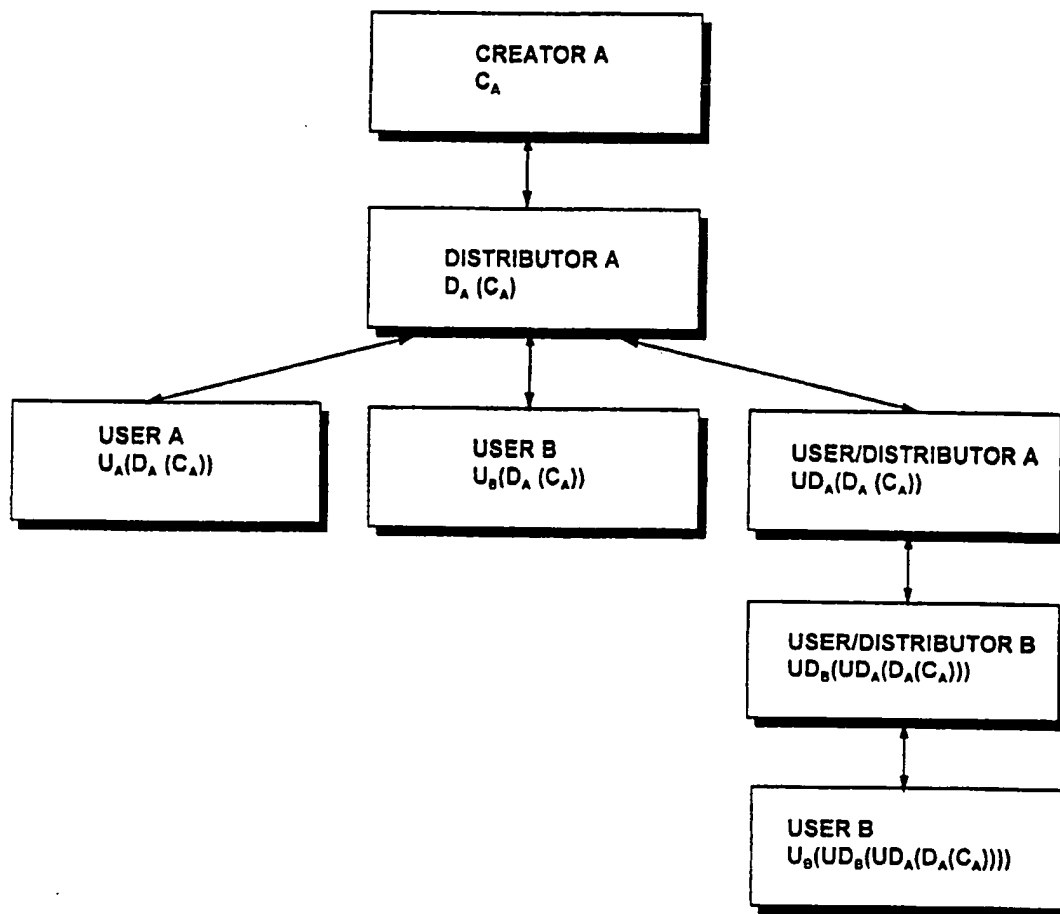 CREATOR A
C_A
DISTRIBUTOR A
D_A (C_A)
USER A
U_A(D_A (C_A))
USER B
U_B(D_A (C_A))
USER/DISTRIBUTOR A
UD_A(D_A (C_A))
USER/DISTRIBUTOR B
UD_B(UD_A(D_A(C_A)))
USER B
U_B(UD_B(UD_A(D_A(C_A))))